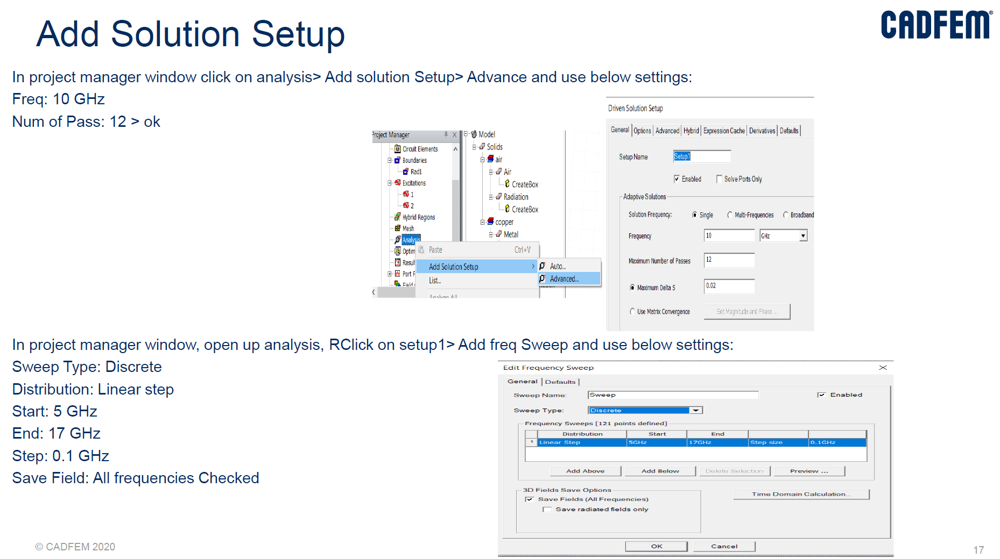 Add Solution Setup
CADFEM®
In project manager window click on analysis> Add solution Setup> Advance and use below settings:
Freq: 10 GHz
Num of Pass: 12 > ok
Project Manager
Circuit Elements
Boundaries
Rad1
Excitations
1
2
Hybrid Regions
Mesh
Analysis
Optim
Result
Port F
Field
Model
Solids
air
Air
CreateBox
Radiation
CreateBox
copper
Metal
Paste Ctrl+V
Add Solution Setup
List...
Analyze All
Auto...
Advanced...
Driven Solution Setup
General Options Advanced Hybrid Expression Cache Derivatives Defaults
Setup Name Setup1
Enabled Solve Ports Only
Adaptive Solutions
Solution Frequency: Single Multi-Frequencies Broadband
Frequency 10 GHz
Maximum Number of Passes 12
Maximum Delta S 0.02
Use Matrix Convergence Set Magnitude and Phase...
In project manager window, open up analysis, RClick on setup1> Add freq Sweep and use below settings:
Sweep Type: Discrete
Distribution: Linear step
Start: 5 GHz
End: 17 GHz
Step: 0.1 GHz
Save Field: All frequencies Checked
Edit Frequency Sweep
General Defaults
Sweep Name: Sweep Enabled
Sweep Type: Discrete
Frequency Sweeps [121 points defined]
Distribution Start End
1 Linear Step 5GHz 17GHz Step size 0.1GHz
Add Above Add Below Delete Selection Preview ...
3D Fields Save Options
Save Fields (All Frequencies)
Save radiated fields only
Time Domain Calculation...
OK Cancel
© CADFEM 2020
17